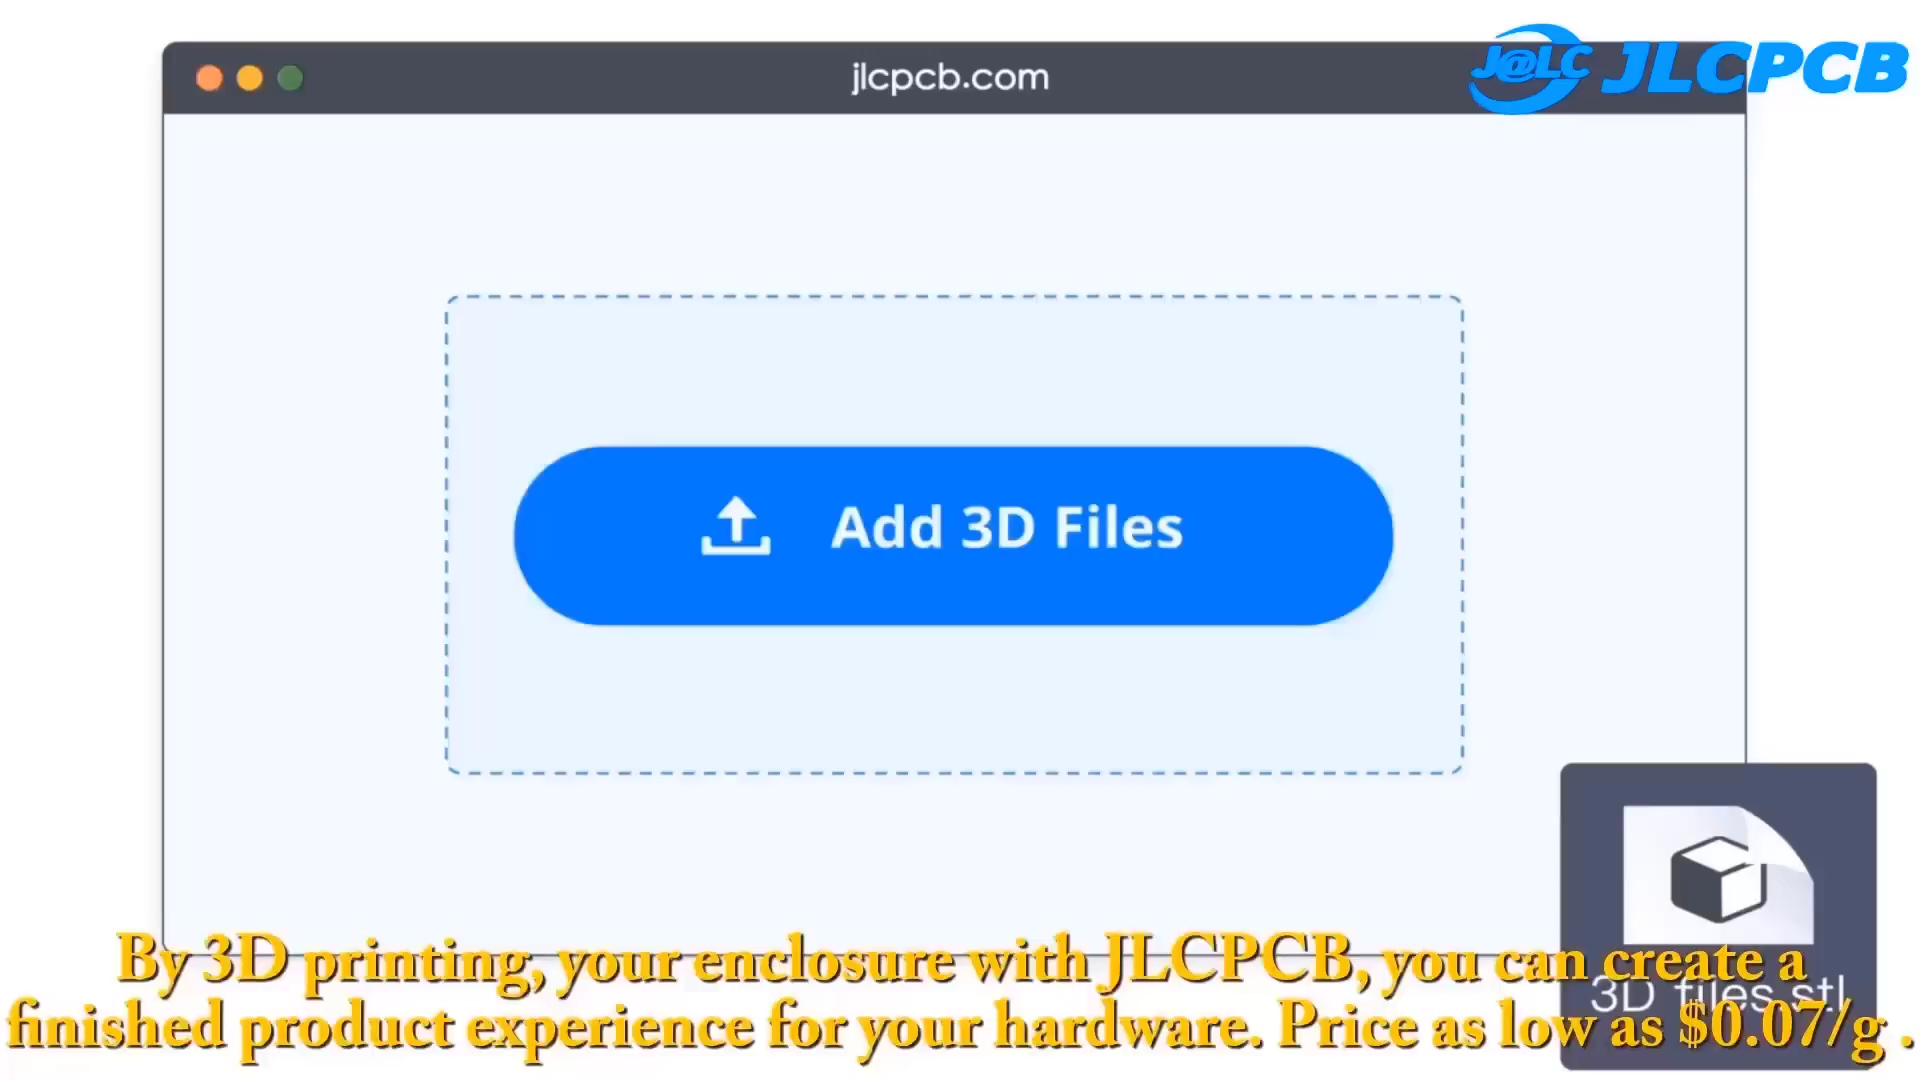 jlcpcb.com
J@LC JLCPCB
Add 3D Files
3D files.stl
By 3D printing, your enclosure with JLCPCB, you can create a
finished product experience for your hardware. Price as low as $0.07/g .